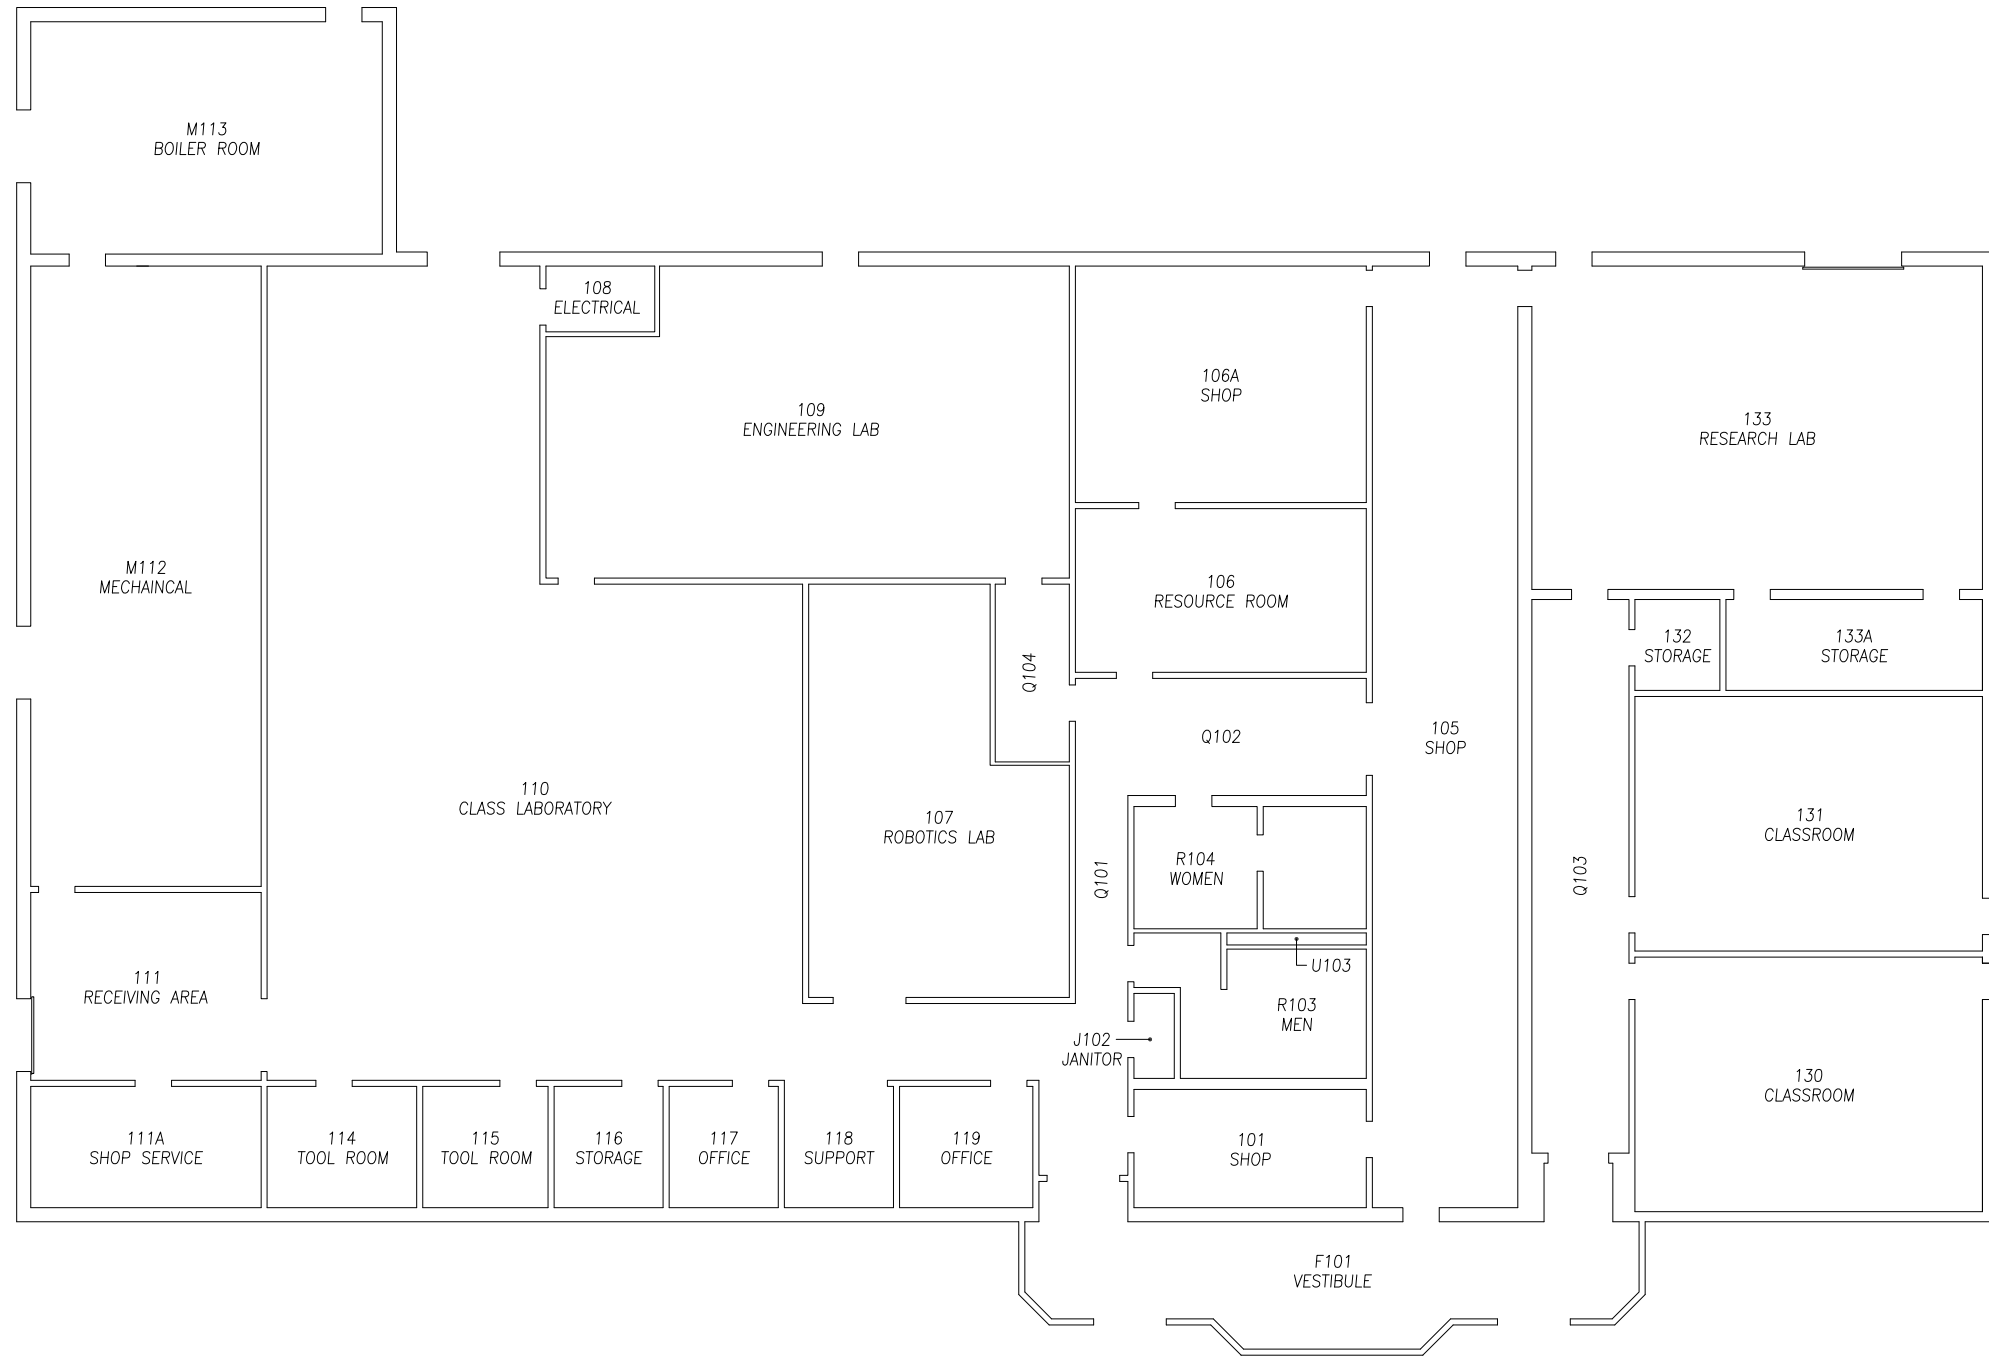 M113
BOILER ROOM
108
ELECTRICAL
106A
SHOP
109
ENGINEERING LAB
133
RESEARCH LAB
M112
MECHAINCAL
106
RESOURCE ROOM
132
STORAGE
133A
STORAGE
Q104
Q102
105
SHOP
110
CLASS LABORATORY
107
ROBOTICS LAB
131
CLASSROOM
R104
WOMEN
Q101
Q103
U103
111
RECEIVING AREA
R103
MEN
J102
JANITOR
130
CLASSROOM
111A
SHOP SERVICE
114
TOOL ROOM
115
TOOL ROOM
116
STORAGE
117
OFFICE
118
SUPPORT
119
OFFICE
101
SHOP
F101
VESTIBULE